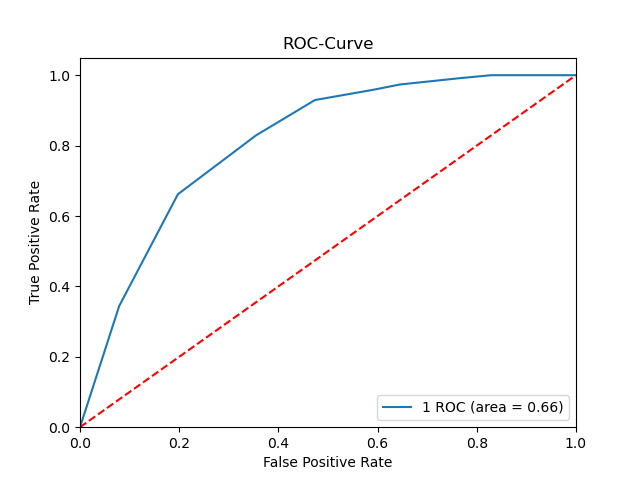 ROC-Curve
True Positive Rate
1.0
0.8
0.6
0.4
0.2
0.0
1 ROC (area = 0.66)
0.0 0.2 0.4 0.6 0.8 1.0
False Positive Rate